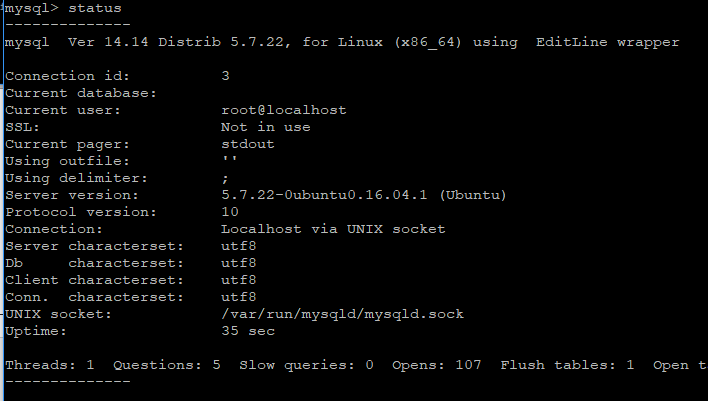 mysql> status
--------------
mysql  Ver 14.14 Distrib 5.7.22, for Linux (x86_64) using  EditLine wrapper

Connection id:          3
Current database:
Current user:           root@localhost
SSL:                    Not in use
Current pager:          stdout
Using outfile:          ''
Using delimiter:        ;
Server version:         5.7.22-0ubuntu0.16.04.1 (Ubuntu)
Protocol version:       10
Connection:             Localhost via UNIX socket
Server characterset:    utf8
Db     characterset:    utf8
Client characterset:    utf8
Conn.  characterset:    utf8
UNIX socket:            /var/run/mysqld/mysqld.sock
Uptime:                 35 sec

Threads: 1  Questions: 5  Slow queries: 0  Opens: 107  Flush tables: 1  Open t
--------------